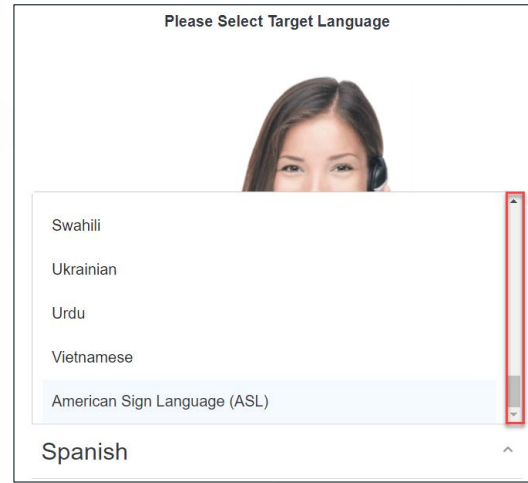 Please Select Target Language
Swahili
Ukrainian
Urdu
Vietnamese
American Sign Language (ASL)
Spanish